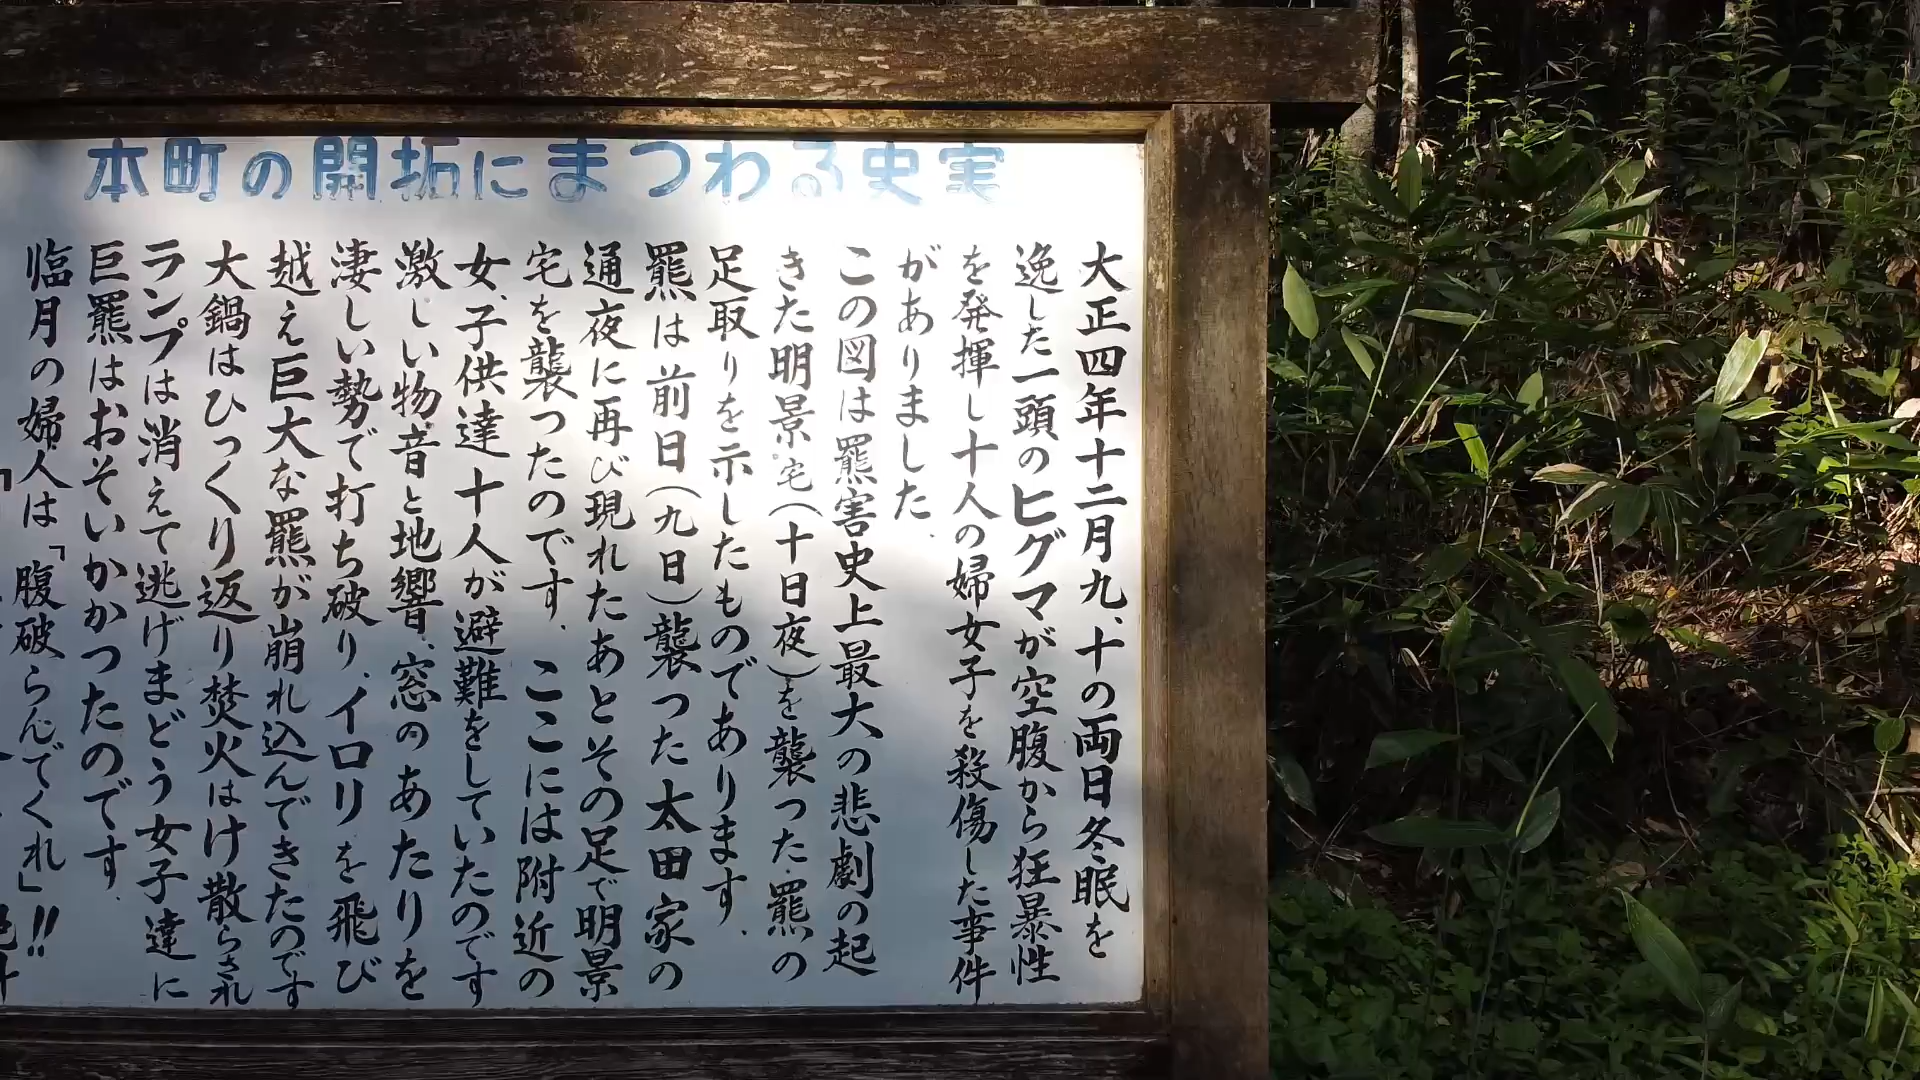 本町の開拓にまつわる史実
大正四年十二月九、十の両日冬眠を
逸した一頭のヒグマが空腹から狂暴性
を発揮し十人の婦女子を殺傷した事件
がありました.
この図は羆害史上最大の悲劇の起
きた明景宅(十日夜)を襲った羆の
足取りを示したものであります.
羆は前日(九日)襲った太田家の
通夜に再び現れたあとその足で明景
宅を襲つたのです. ここには附近の
女、子供達十人が避難をしていたのです
激しい物音と地響、窓のあたりを
凄しい勢で打ち破り、イロリを飛び
越え巨大な羆が崩れ込んできたのです
大鍋はひっくり返り焚火はけ散らされ
ランプは消えて逃げまどう女子達に
巨羆はおそいかかったのです.
臨月の婦人は「腹破らんでくれ」!!